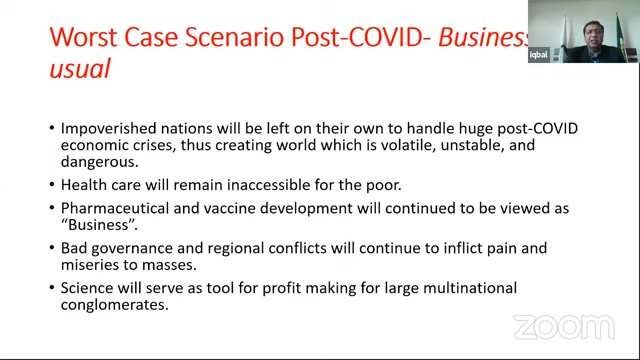 Worst Case Scenario Post-COVID- Business
usual
Iqbal
• Impoverished nations will be left on their own to handle huge post-COVID
economic crises, thus creating world which is volatile, unstable, and
dangerous.
• Health care will remain inaccessible for the poor.
• Pharmaceutical and vaccine development will continued to be viewed as
“Business”.
• Bad governance and regional conflicts will continue to inflict pain and
miseries to masses.
• Science will serve as tool for profit making for large multinational
conglomerates.
zoom